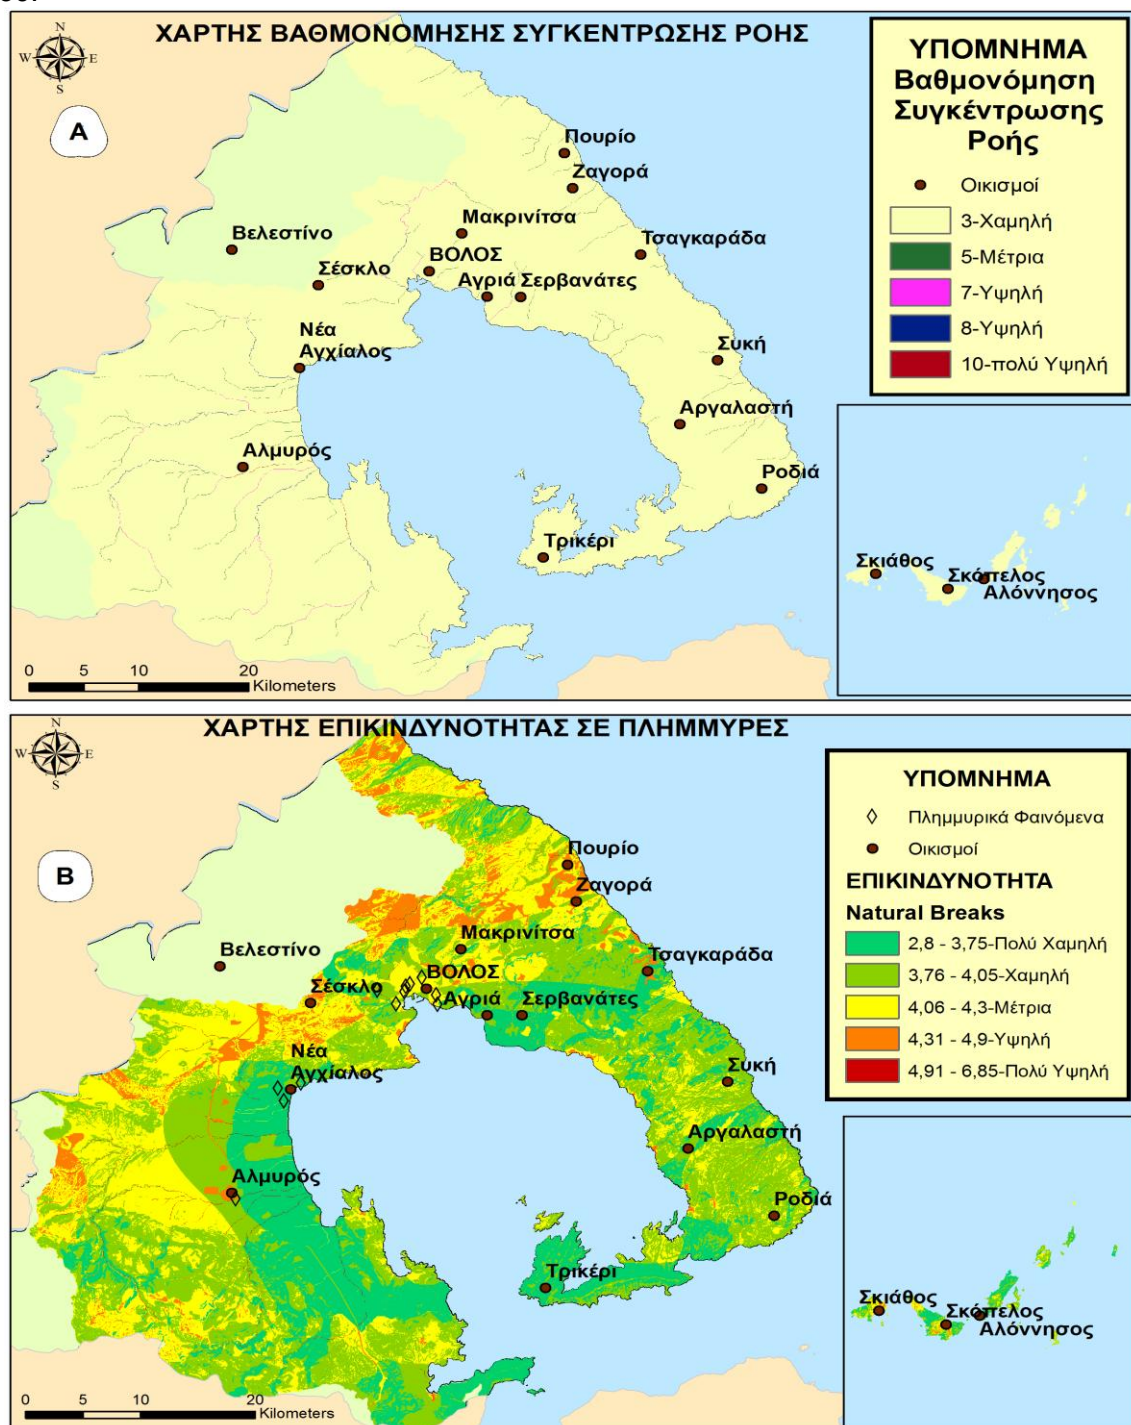 ΧΑΡΤΗΣ ΒΑΘΜΟΝΟΜΗΣΗΣ ΣΥΓΚΕΝΤΡΩΣΗΣ ΡΟΗΣ
N
W E
S
A
ΥΠΟΜΝΗΜΑ
Βαθμονόμηση
Συγκέντρωσης
Ροής
Οικισμοί
3-Χαμηλή
5-Μέτρια
7-Υψηλή
8-Υψηλή
10-πολύ Υψηλή
Πουρίο
Ζαγορά
Μακρινίτσα
Βελεστίνο
Τσαγκαράδα
ΒΟΛΟΣ
Σέσκλο
Αγριά
Σερβανάτες
Νέα
Αγχίαλος
Συκή
Αργαλαστή
Αλμυρός
Ροδιά
Τρικέρι
Σκιάθος
Σκόπελος
Αλόννησος
0 5 10 20
Kilometers
ΧΑΡΤΗΣ ΕΠΙΚΙΝΔΥΝΟΤΗΤΑΣ ΣΕ ΠΛΗΜΜΥΡΕΣ
N
W E
S
B
ΥΠΟΜΝΗΜΑ
Πλημμυρικά Φαινόμενα
Οικισμοί
ΕΠΙΚΙΝΔΥΝΟΤΗΤΑ
Natural Breaks
2,8 - 3,75-Πολύ Χαμηλή
3,76 - 4,05-Χαμηλή
4,06 - 4,3-Μέτρια
4,31 - 4,9-Υψηλή
4,91 - 6,85-Πολύ Υψηλή
Πουρίο
Ζαγορά
Μακρινίτσα
Βελεστίνο
Τσαγκαράδα
ΒΟΛΟΣ
Σέσκλο
Αγριά
Σερβανάτες
Νέα
Αγχίαλος
Συκή
Αργαλαστή
Αλμυρός
Ροδιά
Τρικέρι
Σκιάθος
Σκόπελος
Αλόννησος
0 5 10 20
Kilometers